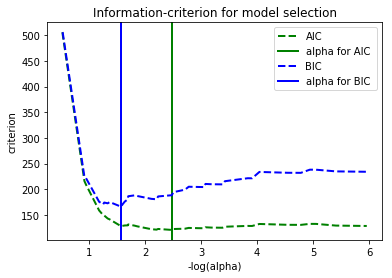 Information-criterion for model selection
AIC
alpha for AIC
BIC
alpha for BIC
criterion
500
450
400
350
300
250
200
150
1 2 3 4 5 6
-log(alpha)